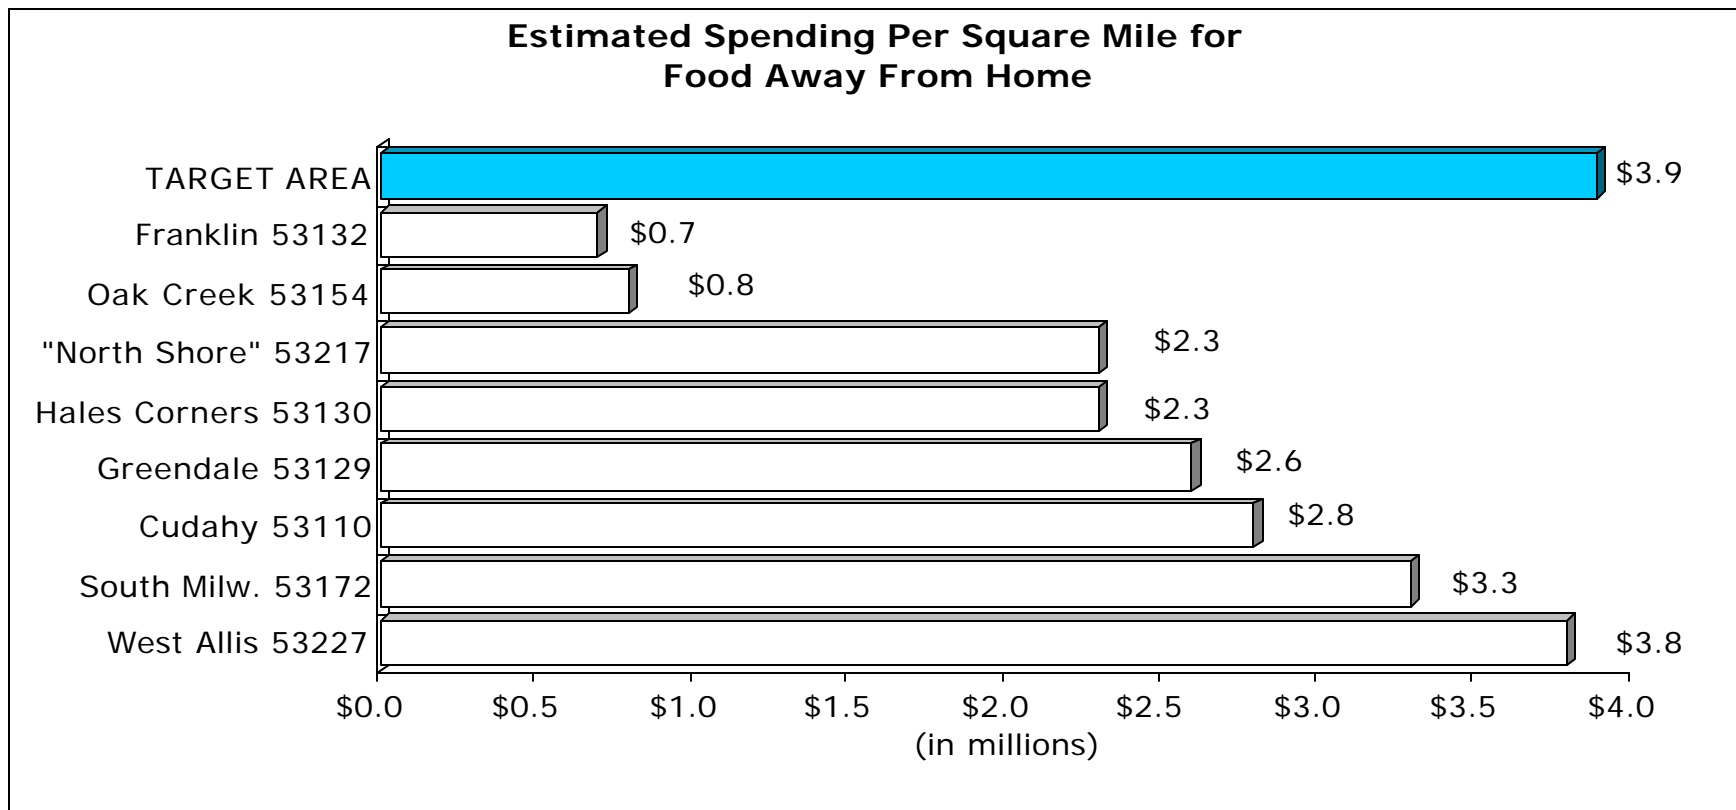 Estimated Spending Per Square Mile for
Food Away From Home
TARGET AREA $3.9
Franklin 53132 $0.7
Oak Creek 53154 $0.8
"North Shore" 53217 $2.3
Hales Corners 53130 $2.3
Greendale 53129 $2.6
Cudahy 53110 $2.8
South Milw. 53172 $3.3
West Allis 53227 $3.8
$0.0 $0.5 $1.0 $1.5 $2.0 $2.5 $3.0 $3.5 $4.0
(in millions)